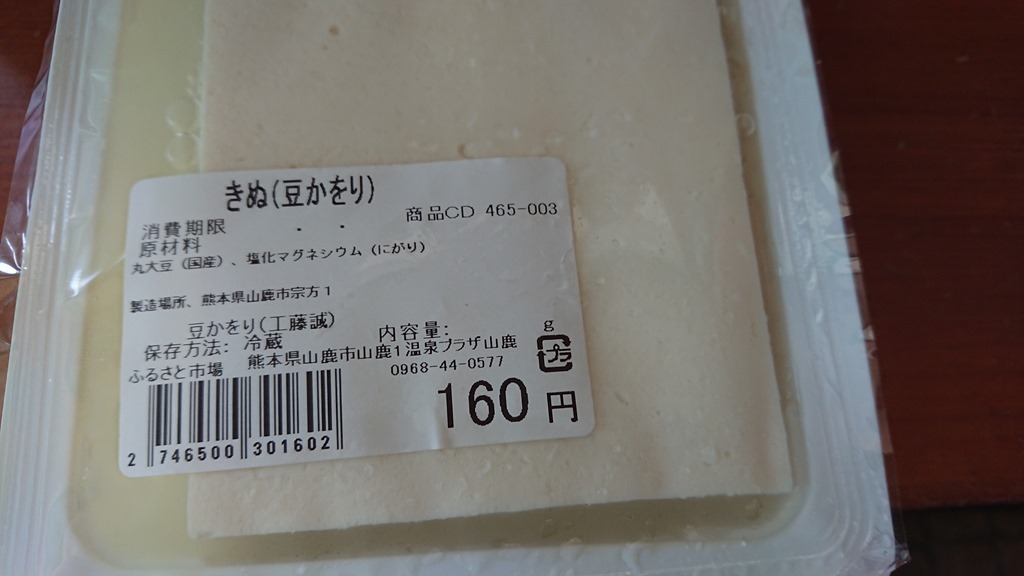 きぬ(豆かをり)
消費期限 ・ ・ 商品CD 465-003
原材料
丸大豆(国産)、塩化マグネシウム(にがり)
製造場所、熊本県山鹿市宗方1
豆かをり(工藤誠)
保存方法: 冷蔵 内容量: g
ふるさと市場 熊本県山鹿市山鹿1温泉プラザ山鹿
0968-44-0577
プラ
160円
2 746500 301602